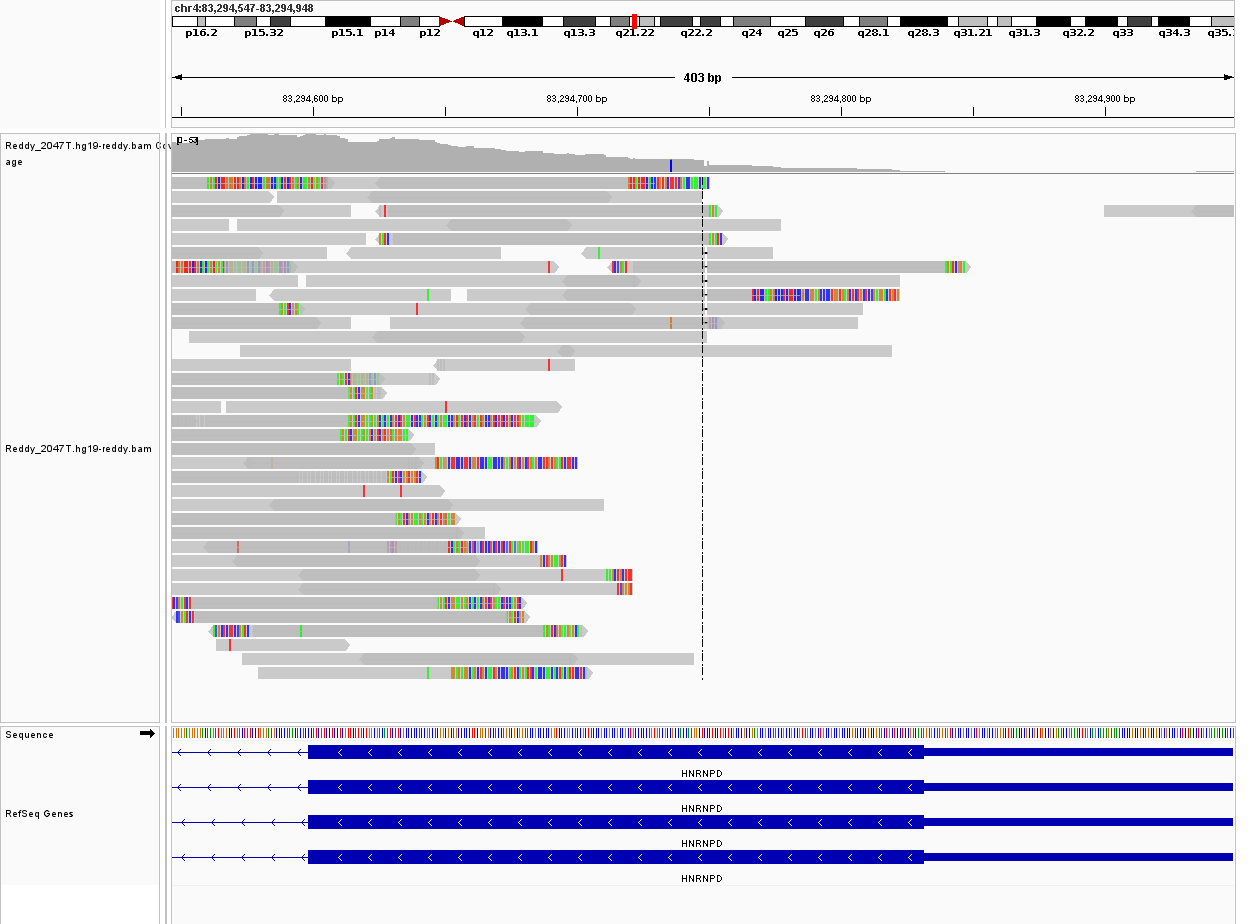 chr4:83,294,547-83,294,948
p16.2 p15.32 p15.1 p14 p12 q12 q13.1 q13.3 q21.22 q22.2 q24 q25 q26 q28.1 q28.3 q31.21 q31.3 q32.2 q33 q34.3 q35.
403 bp
83,294,600 bp 83,294,700 bp 83,294,800 bp 83,294,900 bp
Reddy_2047T.hg19-reddy.bam Cov
age
Reddy_2047T.hg19-reddy.bam
Sequence
HNRNPD
HNRNPD
RefSeq Genes
HNRNPD
HNRNPD